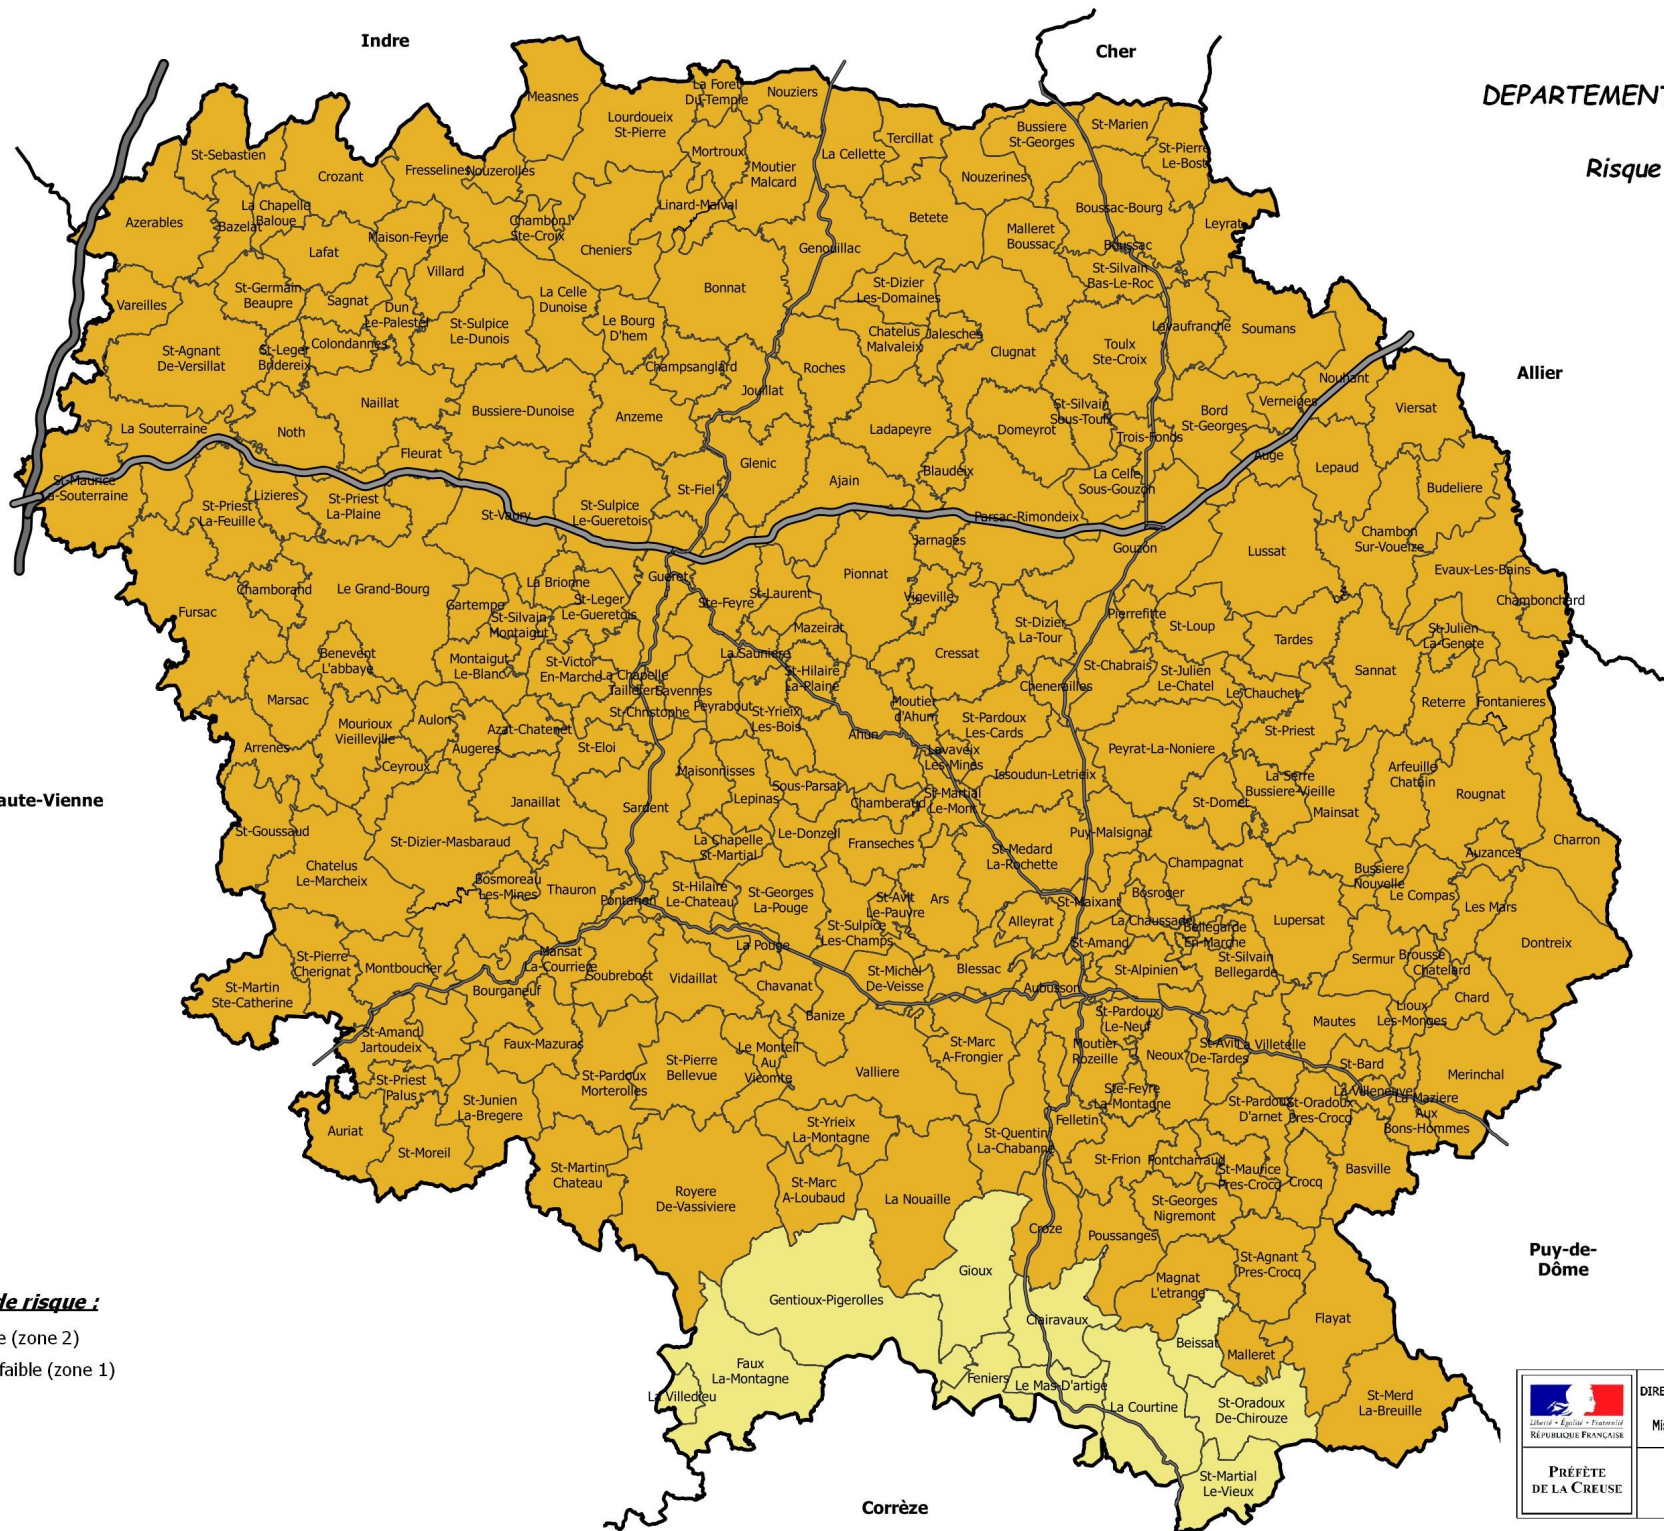 Indre
Cher
DEPARTEMENT
Risque
Measnes
La Foret
Du-Temple
Nouziers
Lourdoueix
St-Pierre
Tercillat
Bussiere
St-Georges
St-Marien
St-Pierre
Le-Bost
St-Sebastien
Crozant
Fresselines
Nouzerolles
Mortroux
Moutier
Malcard
La Cellette
Nouzerines
Azerables
Bazelat
La Chapelle
Baloue
Lafat
Maison-Feyne
Chambon
Ste-Croix
Cheniers
Linard-Malval
Genouillac
Betete
Malleret
Boussac
Boussac-Bourg
Boussac
Leyrat
Vareilles
St-Germain
Beaupre
Sagnat
Villard
Dun
Le-Palestel
La Celle
Dunoise
Le Bourg
D'hem
Bonnat
St-Dizier
Les-Domaines
St-Silvain
Bas-Le-Roc
Lavaufranche
Soumans
St-Agnant
De-Versillat
St-Leger
Bridereix
Colondannes
St-Sulpice
Le-Dunois
Champsanglard
Roches
Chatelus
Malvaleix
Jalesches
Clugnat
Toulx
Ste-Croix
Allier
Nouhant
La Souterraine
Noth
Naillat
Fleurat
Bussiere-Dunoise
Anzeme
Jouillat
Glenic
Ladapeyre
Domeyrot
St-Silvain
Sous-Toulx
Trois-Fonds
Bord
St-Georges
Verneiges
Viersat
St-Maurice
La-Souterraine
St-Priest
La-Feuille
Lizieres
St-Priest
La-Plaine
St-Vaury
St-Sulpice
Le-Gueretois
St-Fiel
Ajain
Blaudeix
La Celle
Sous-Gouzon
Auge
Lepaud
Budeliere
Parsac-Rimondeix
Jarnages
Gouzon
Lussat
Chambon
Sur-Voueize
Evaux-Les-Bains
Chambonchard
Fursac
Chamborand
Le Grand-Bourg
Gartempe
La Brionne
St-Silvain
Montaigut
St-Leger
Le-Gueretois
Gueret
Ste-Feyre
St-Laurent
Pionnat
Vigeville
Mazeirat
St-Dizier
La-Tour
Pierrefitte
St-Loup
Tardes
St-Julien
La-Genete
Benevent
L'abbaye
Montaigut
Le-Blanc
St-Victor
En-Marche
La Chapelle
Taillefert
Savennes
La Sauniere
St-Hilaire
La-Plaine
Cressat
Chenerailles
St-Chabrais
St-Julien
Le-Chatel
Le Chauchet
Sannat
Reterre
Fontanieres
Marsac
Mourioux
Vieilleville
Aulon
Augeres
Azat-Chatenet
St-Christophe
Peyrabout
St-Yrieix
Les-Bois
Ahun
Moutier
d'Ahun
St-Pardoux
Les-Cards
St-Priest
Arrenes
Ceyroux
St-Eloi
Maisonnisses
Lavaveix
Les-Mines
Issoudun-Letrieix
Peyrat-La-Noniere
La Serre
Bussiere-Vieille
Arfeuille
Chatain
Rougnat
aute-Vienne
Janaillat
Sardent
Lepinas
Sous-Parsat
Chamberaud
St-Martial
Le-Mont
St-Domet
Mainsat
St-Goussaud
St-Dizier-Masbaraud
La Chapelle
St-Martial
Le-Donzeil
Franseches
St-Medard
La-Rochette
Puy-Malsignat
Champagnat
Charron
Auzances
Chatelus
Le-Marcheix
Bosmoreau
Les-Mines
Thauron
Pontarion
St-Hilaire
Le-Chateau
St-Georges
La-Pouge
St-Avit
Le-Pauvre
Ars
St-Maixant
Bosroger
Bussiere
Nouvelle
Le Compas
Les Mars
St-Sulpice
Les-Champs
Alleyrat
La Chaussade
Bellegarde
En-Marche
Lupersat
Dontreix
St-Pierre
Cherignat
Montboucher
Mansat
La-Courriere
Soubrebost
La Pouge
St-Amand
St-Silvain
Bellegarde
Sermur
Brousse
Chatelard
St-Martin
Ste-Catherine
Bourganeuf
Vidaillat
Chavanat
St-Michel
De-Veisse
Blessac
Aubusson
St-Alpinien
Lioux
Les-Monges
Chard
St-Amand
Jartoudeix
Faux-Mazuras
Banize
St-Marc
A-Frongier
St-Pardoux
Le-Neuf
Mautes
St-Priest
Palus
St-Pardoux
Morterolles
St-Pierre
Bellevue
Le Monteil
Au
Vicomte
Valliere
Moutier
Rozeille
Neoux
St-Avit
De-Tardes
La Villetelle
St-Bard
Merinchal
St-Junien
La-Bregere
Ste-Feyre
La-Montagne
St-Pardoux
D'arnet
St-Oradoux
Pres-Crocq
La-Villeneuve
La Maziere
Aux
Bons-Hommes
Auriat
St-Moreil
St-Yrieix
La-Montagne
St-Quentin
La-Chabanne
Felletin
St-Frion
Pontcharraud
St-Maurice
Pres-Crocq
Crocq
Basville
St-Martin
Chateau
Royere
De-Vassiviere
St-Marc
A-Loubaud
La Nouaille
St-Georges
Nigremont
Croze
Poussanges
St-Agnant
Pres-Crocq
Puy-de-
Dôme
Gioux
Magnat
L'etrange
Gentioux-Pigerolles
Clairavaux
Flayat
de risque :
e (zone 2)
faible (zone 1)
Beissat
Malleret
Faux
La-Montagne
La Villedieu
Feniers
Le Mas-D'artige
La Courtine
St-Oradoux
De-Chirouze
St-Merd
La-Breuille
St-Martial
Le-Vieux
Corrèze
Liberté • Égalité • Fraternité
RÉPUBLIQUE FRANÇAISE
PRÉFÈTE
DE LA CREUSE
DIRE
Mis